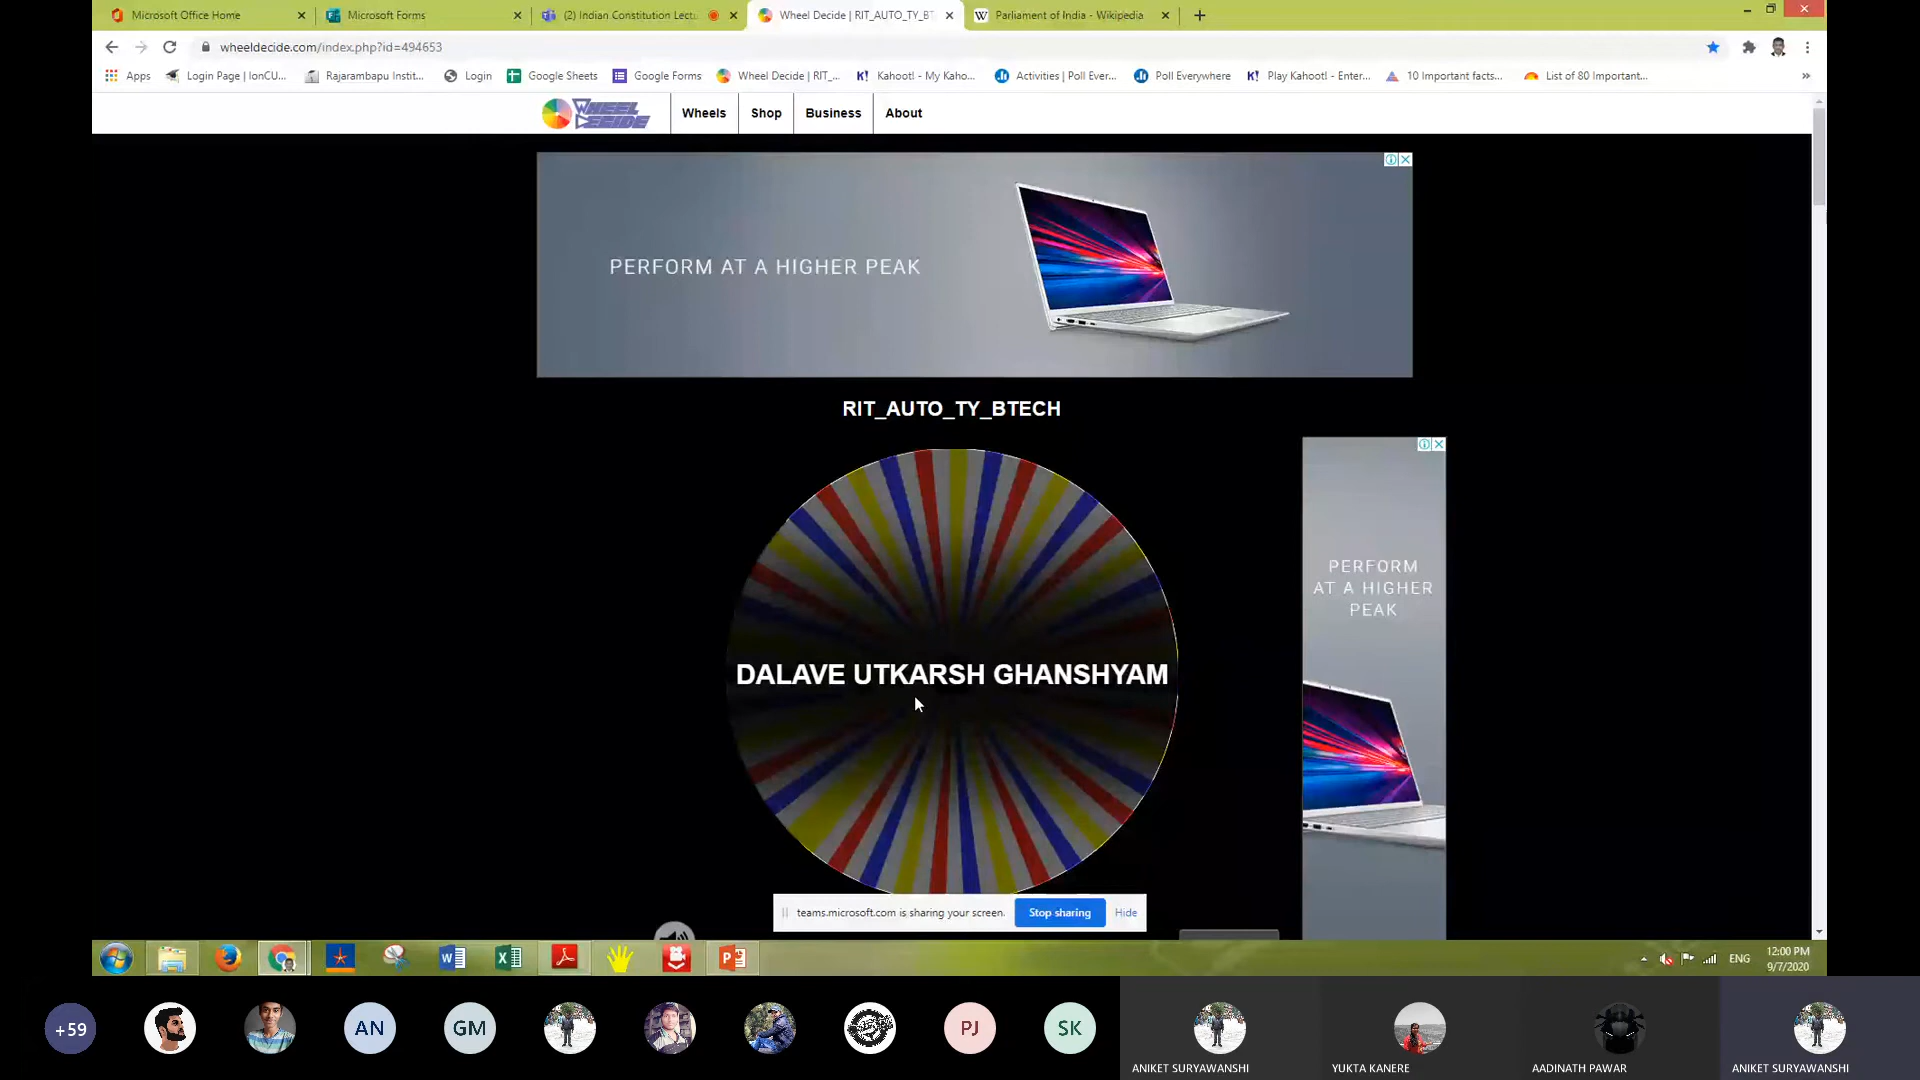 Microsoft Office Home
Microsoft Forms
(2) Indian Constitution Lectu
Wheel Decide | RIT_AUTO_TY_BT
Parliament of India - Wikipedia
wheeldecide.com/index.php?id=494653
Apps
Login Page | IonCU...
Rajarambapu Instit...
Login
Google Sheets
Google Forms
Wheel Decide | RIT_...
Kahoot! - My Kaho...
Activities | Poll Ever...
Poll Everywhere
Play Kahoot! - Enter...
10 Important facts...
List of 80 Important...
WHEEL DECIDE
Wheels
Shop
Business
About
PERFORM AT A HIGHER PEAK
RIT_AUTO_TY_BTECH
DALAVE UTKARSH GHANSHYAM
PERFORM
AT A HIGHER
PEAK
teams.microsoft.com is sharing your screen.
Stop sharing
Hide
ENG
12:00 PM
9/7/2020
+59
AN
GM
PJ
SK
ANIKET SURYAWANSHI
YUKTA KANERE
AADINATH PAWAR
ANIKET SURYAWANSHI